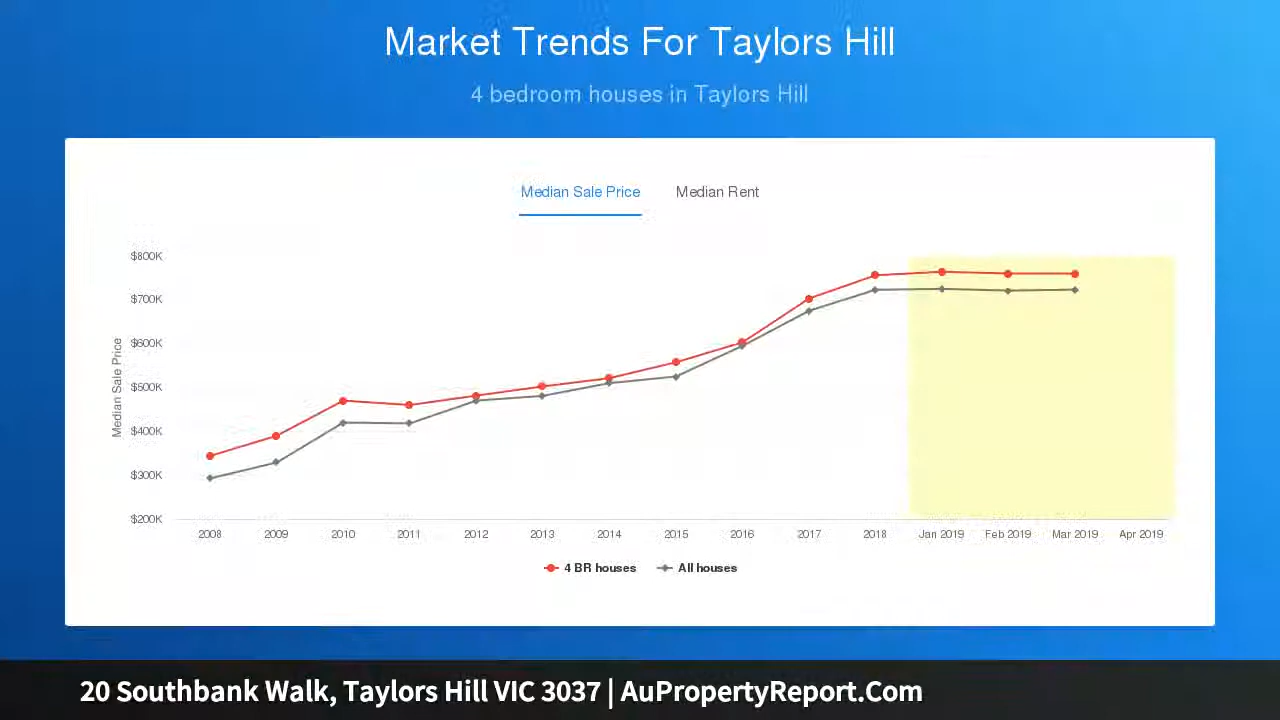 Market Trends For Taylors Hill
4 bedroom houses in Taylors Hill
Median Sale Price Median Rent
Median Sale Price
$800K
$700K
$600K
$500K
$400K
$300K
$200K
2008 2009 2010 2011 2012 2013 2014 2015 2016 2017 2018 Jan 2019 Feb 2019 Mar 2019 Apr 2019
4 BR houses All houses
20 Southbank Walk, Taylors Hill VIC 3037 | AuPropertyReport.Com